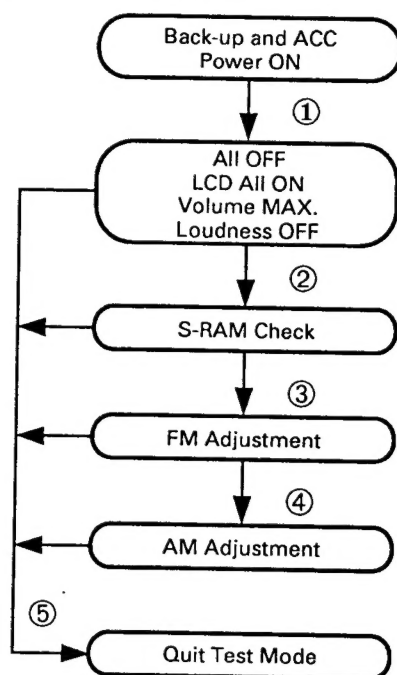 Back-up and ACC
Power ON
①
All OFF
LCD All ON
Volume MAX.
Loudness OFF
②
S-RAM Check
③
FM Adjustment
④
AM Adjustment
⑤
Quit Test Mode